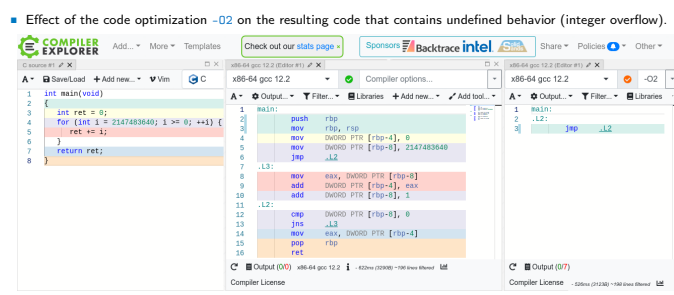 Effect of the code optimization -O2 on the resulting code that contains undefined behavior (integer overflow).
COMPILER EXPLORER Add... More Templates Check out our stats page × Sponsors Backtrace intel. Share Policies Other
C source #1 X
A Save/Load + Add new... Vim C
1 int main(void)
2 {
3 int ret = 0;
4 for (int i = 2147483640; i >= 0; ++i) {
5 ret += i;
6 }
7 return ret;
8 }
x86-64 gcc 12.2 (Editor #1) X
x86-64 gcc 12.2 Compiler options...
A Output... Filter... Libraries + Add new... Add tool...
1 main:
2 push rbp
3 mov rbp, rsp
4 mov DWORD PTR [rbp-4], 0
5 mov DWORD PTR [rbp-8], 2147483640
6 jmp .L2
7 .L3:
8 mov eax, DWORD PTR [rbp-8]
9 add DWORD PTR [rbp-4], eax
10 add DWORD PTR [rbp-8], 1
11 .L2:
12 cmp DWORD PTR [rbp-8], 0
13 jns .L3
14 mov eax, DWORD PTR [rbp-4]
15 pop rbp
16 ret
Output (0/0) x86-64 gcc 12.2 i - 622ms (3290B) ~190 lines filtered
Compiler License
x86-64 gcc 12.2 (Editor #1) X
x86-64 gcc 12.2 -O2
A Output... Filter... Libraries
1 main:
2 .L2:
3 jmp .L2
Output (0/7)
Compiler License - 526ms (3123B) ~198 lines filtered